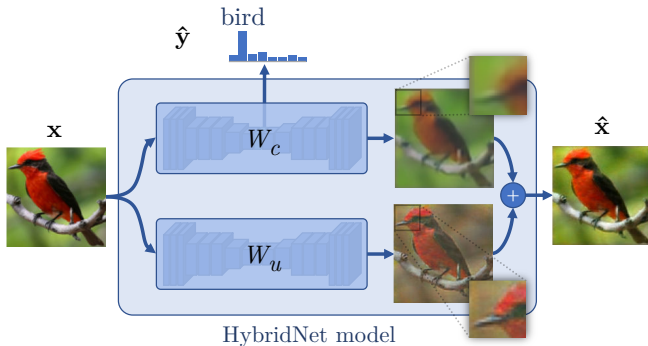 bird
ŷ
x
W_c
x̂
+
W_u
HybridNet model